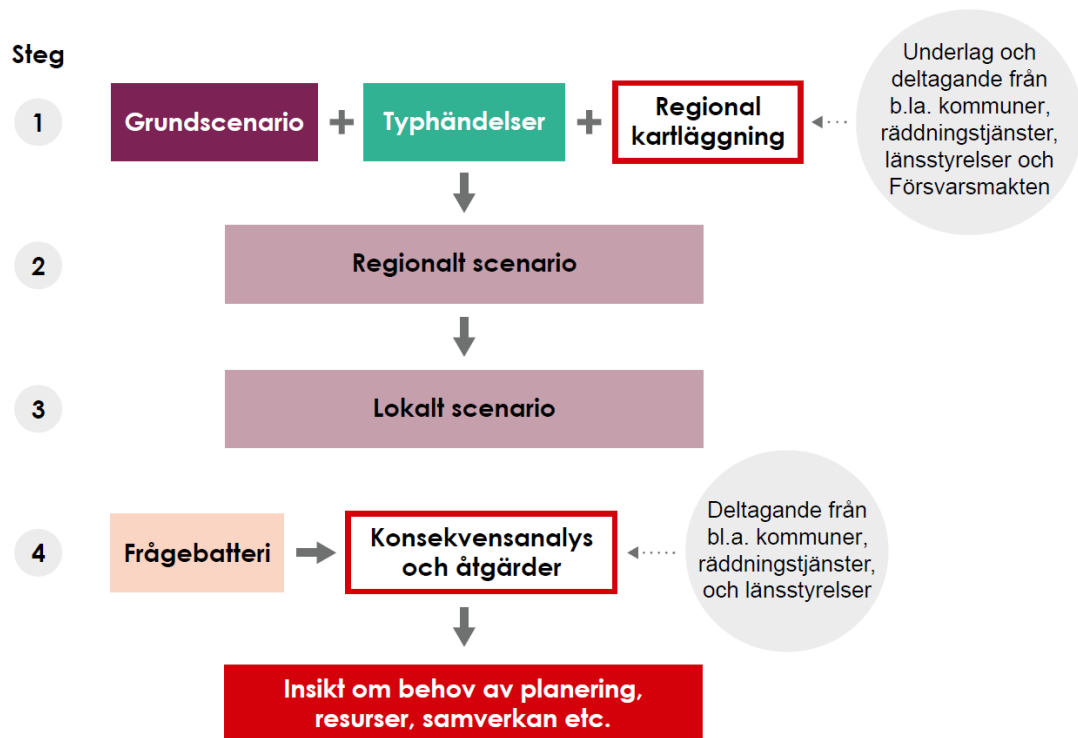 Steg
1
Grundscenario
+
Typhändelser
+
Regional
kartläggning
Underlag och
deltagande från
b.la. kommuner,
räddningstjänster,
länsstyrelser och
Försvarsmakten
2
Regionalt scenario
3
Lokalt scenario
4
Frågebatteri
Konsekvensanalys
och åtgärder
Deltagande från
bl.a. kommuner,
räddningstjänster,
och länsstyrelser
Insikt om behov av planering,
resurser, samverkan etc.